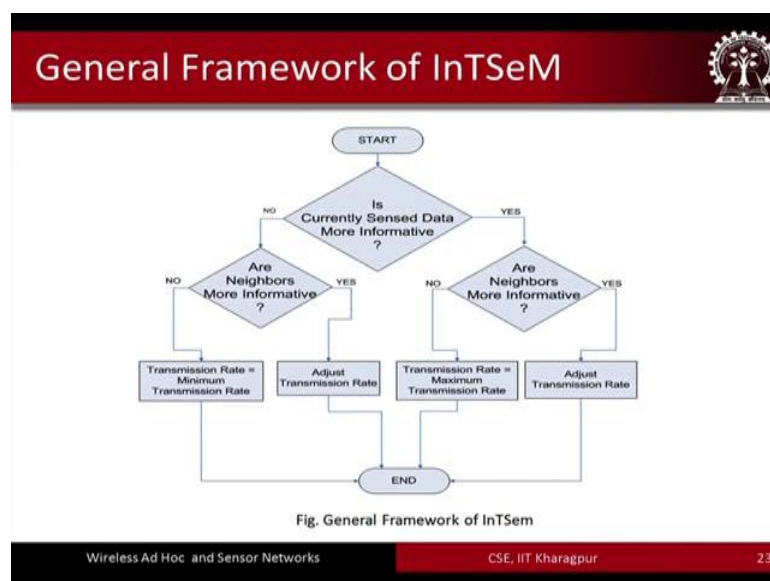 General Framework of InTSeM
START
Is
Currently Sensed Data
More Informative
?
NO
YES
Are
Neighbors
More Informative
?
NO
YES
Are
Neighbors
More Informative
?
NO
YES
Transmission Rate =
Minimum
Transmission Rate
Adjust
Transmission Rate
Transmission Rate =
Maximum
Transmission Rate
Adjust
Transmission Rate
END
Fig. General Framework of InTSem
Wireless Ad Hoc and Sensor Networks
CSE, IIT Kharagpur
23